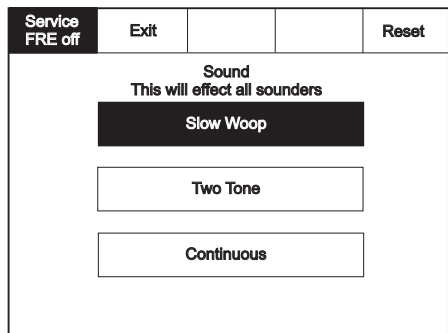 Service
FRE off
Exit
Reset
Sound
This will effect all sounders
Slow Woop
Two Tone
Continuous